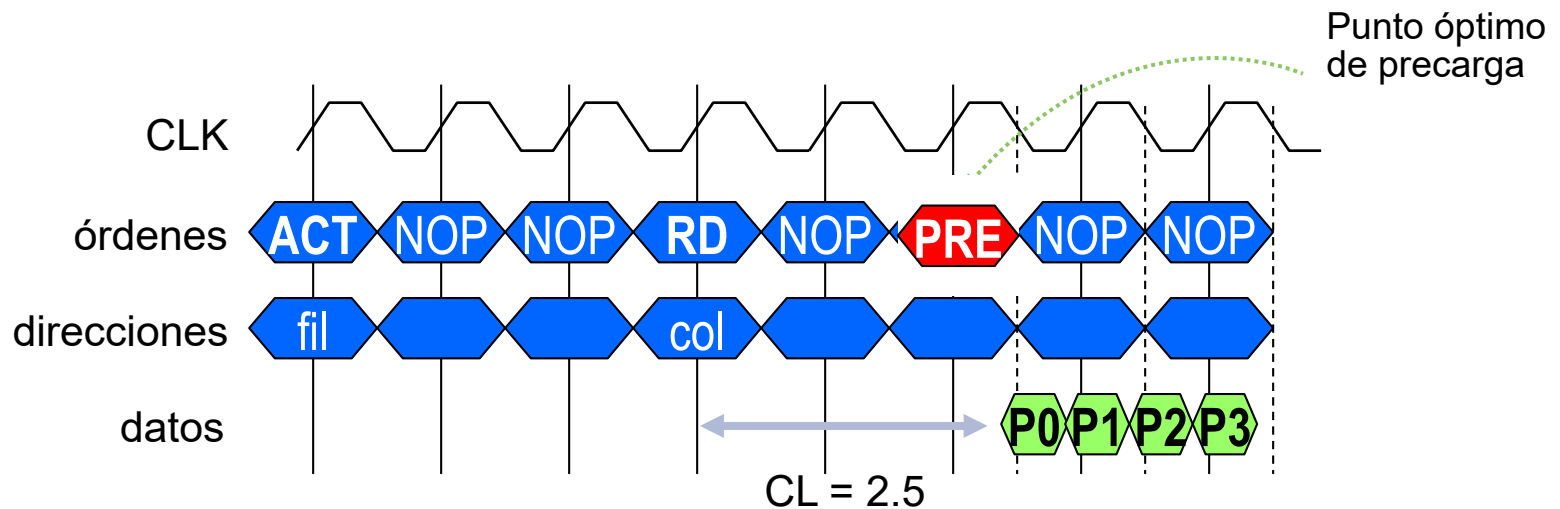 Punto óptimo
de precarga
CLK
órdenes ACT NOP NOP RD NOP PRE NOP NOP
direcciones fil col
datos P0 P1 P2 P3
CL = 2.5